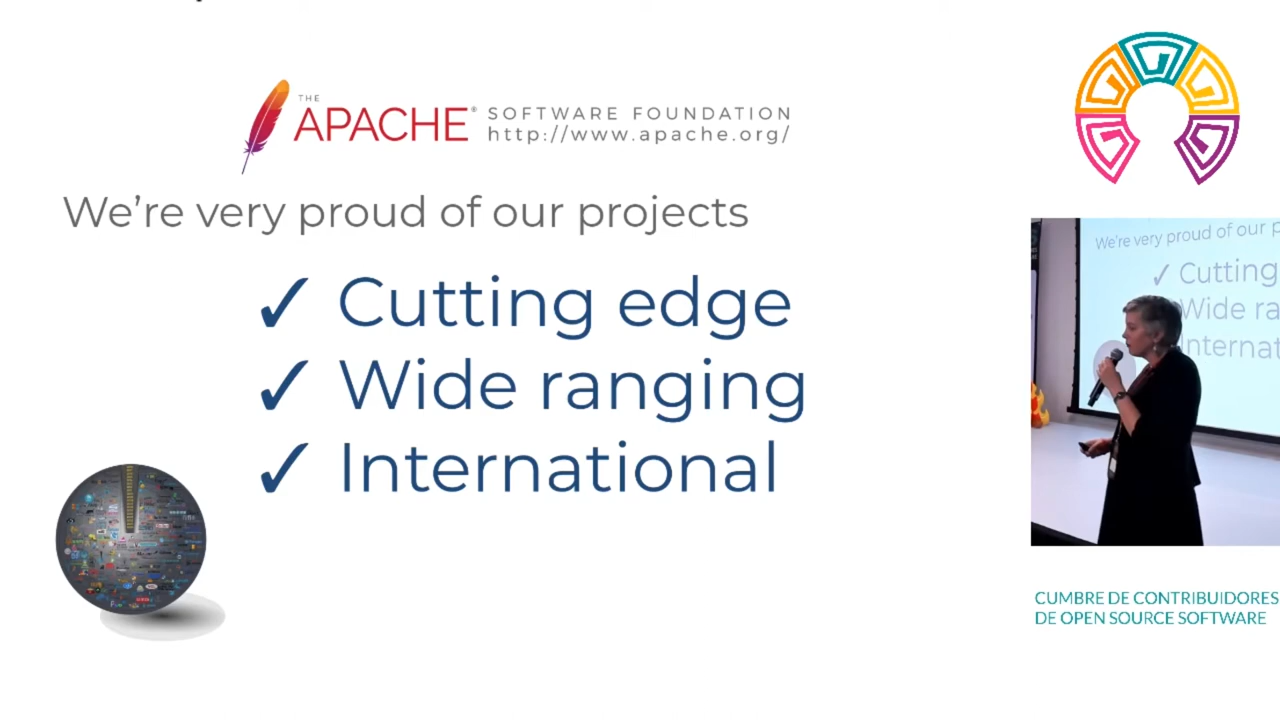 THE
APACHE® SOFTWARE FOUNDATION
http://www.apache.org/
We're very proud of our projects
✓ Cutting edge
✓ Wide ranging
✓ International
We're very proud of our p
✓ Cutting
Wide ra
Internat
CUMBRE DE CONTRIBUIDORES
DE OPEN SOURCE SOFTWARE